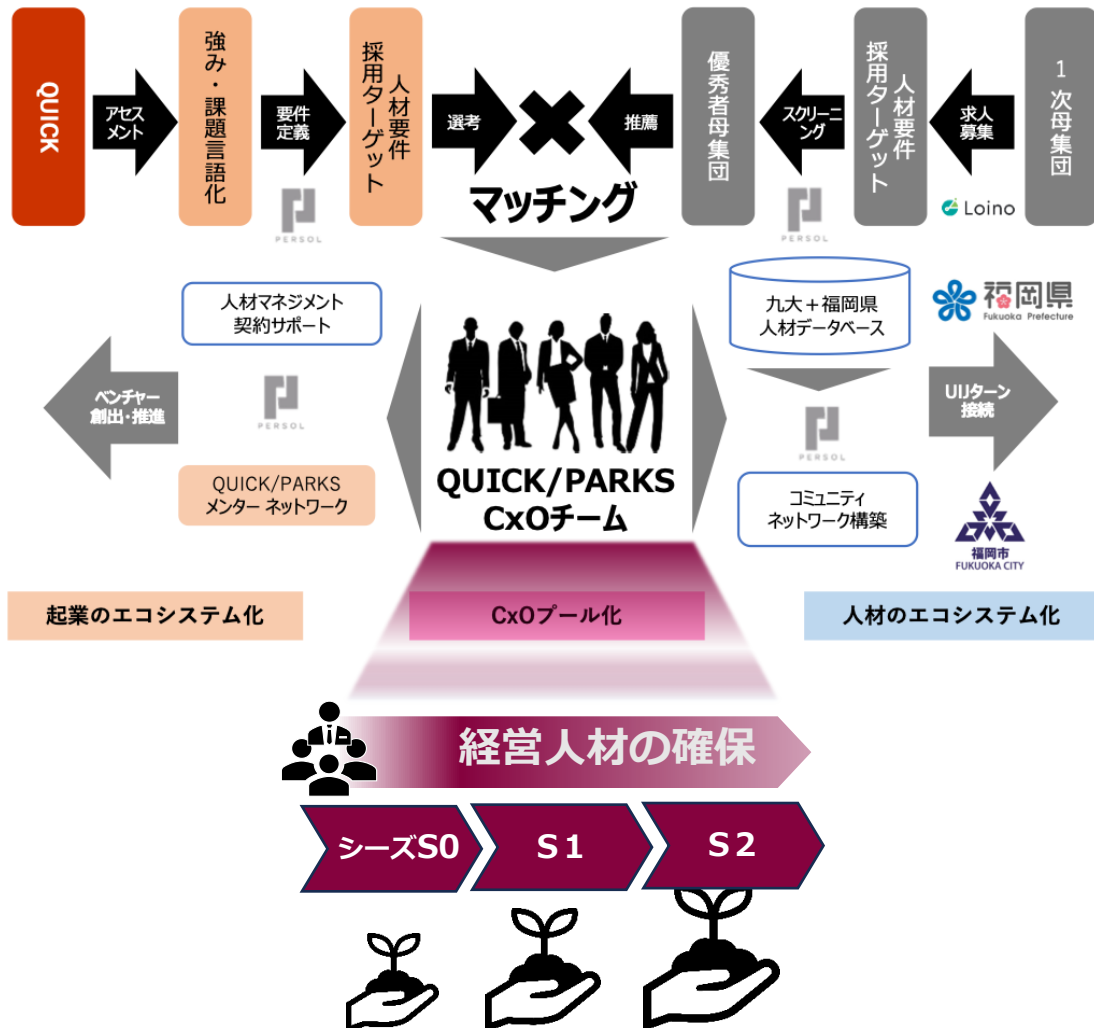 QUICK
アセス
メント
強み・課題言語化
要件
定義
人材要件
採用ターゲット
選考
推薦
優秀者母集団
スクリーニ
ング
人材要件
採用ターゲット
求人
募集
1次母集団
マッチング
PERSOL
PERSOL
Loino
人材マネジメント
契約サポート
九大＋福岡県
人材データベース
福岡県
Fukuoka Prefecture
ベンチャー
創出・推進
PERSOL
UIJターン
接続
PERSOL
QUICK/PARKS
メンター ネットワーク
QUICK/PARKS
CxOチーム
コミュニティ
ネットワーク構築
福岡市
FUKUOKA CITY
起業のエコシステム化
CxOプール化
人材のエコシステム化
経営人材の確保
シーズS0
S１
S２